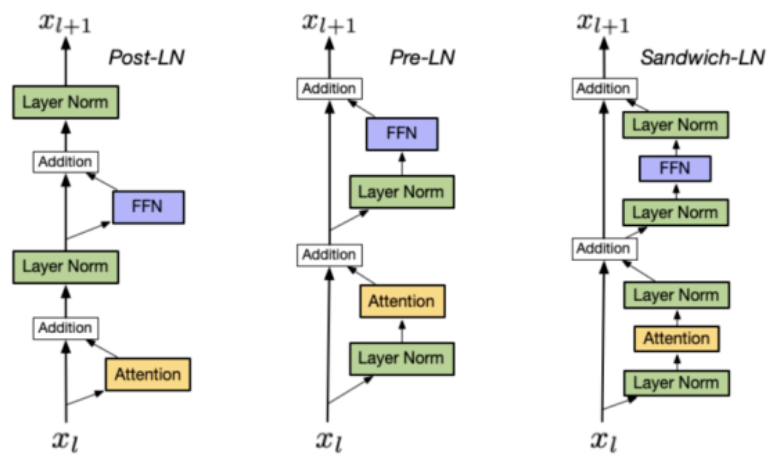 x_{l+1}
Post-LN
Layer Norm
Addition
FFN
Layer Norm
Addition
Attention
x_l
x_{l+1}
Pre-LN
Addition
FFN
Layer Norm
Addition
Attention
Layer Norm
x_l
x_{l+1}
Sandwich-LN
Addition
Layer Norm
FFN
Layer Norm
Addition
Layer Norm
Attention
Layer Norm
x_l